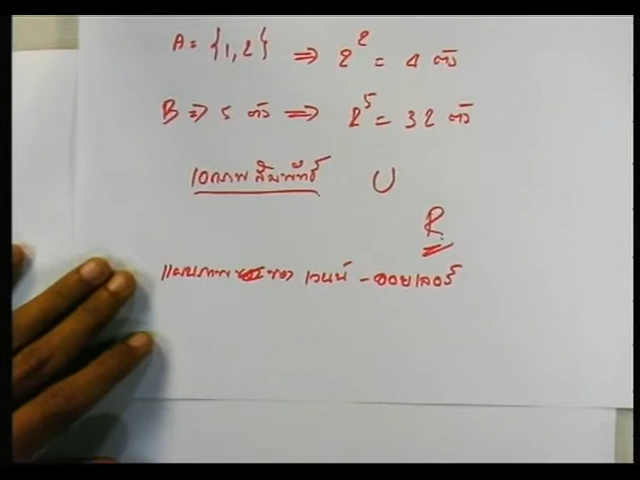 A = {1,2} ⇒ 2² = 4 ตัว
B ⇒ 5 ตัว ⇒ 2⁵ = 32 ตัว
เอกภพสัมพัทธ์ U
R
แผนภาพ ของ เวนน์ - ออยเลอร์